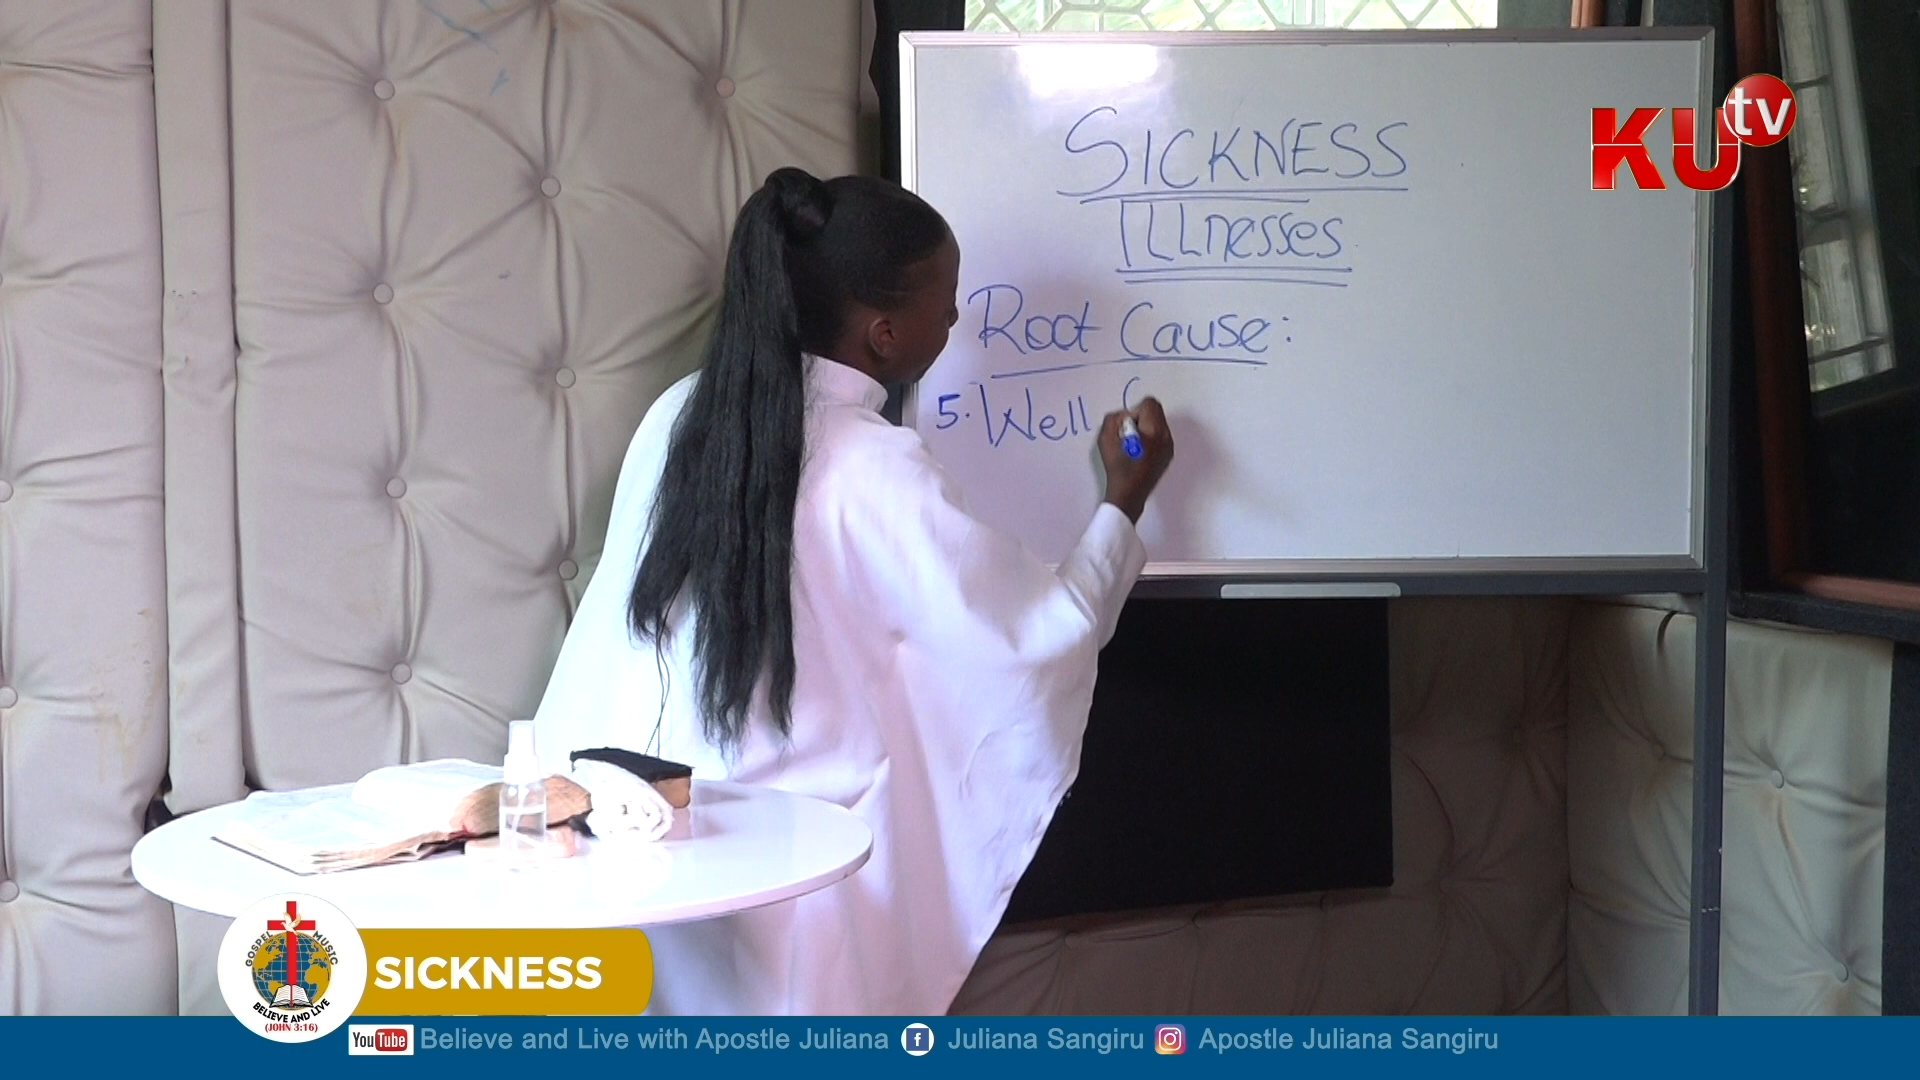 SICKNESS
ILLnesses
Root Cause:
5. Well
KU tv
GOSPEL MUSIC
BELIEVE AND LIVE
(JOHN 3:16)
SICKNESS
YouTube Believe and Live with Apostle Juliana Juliana Sangiru Apostle Juliana Sangiru